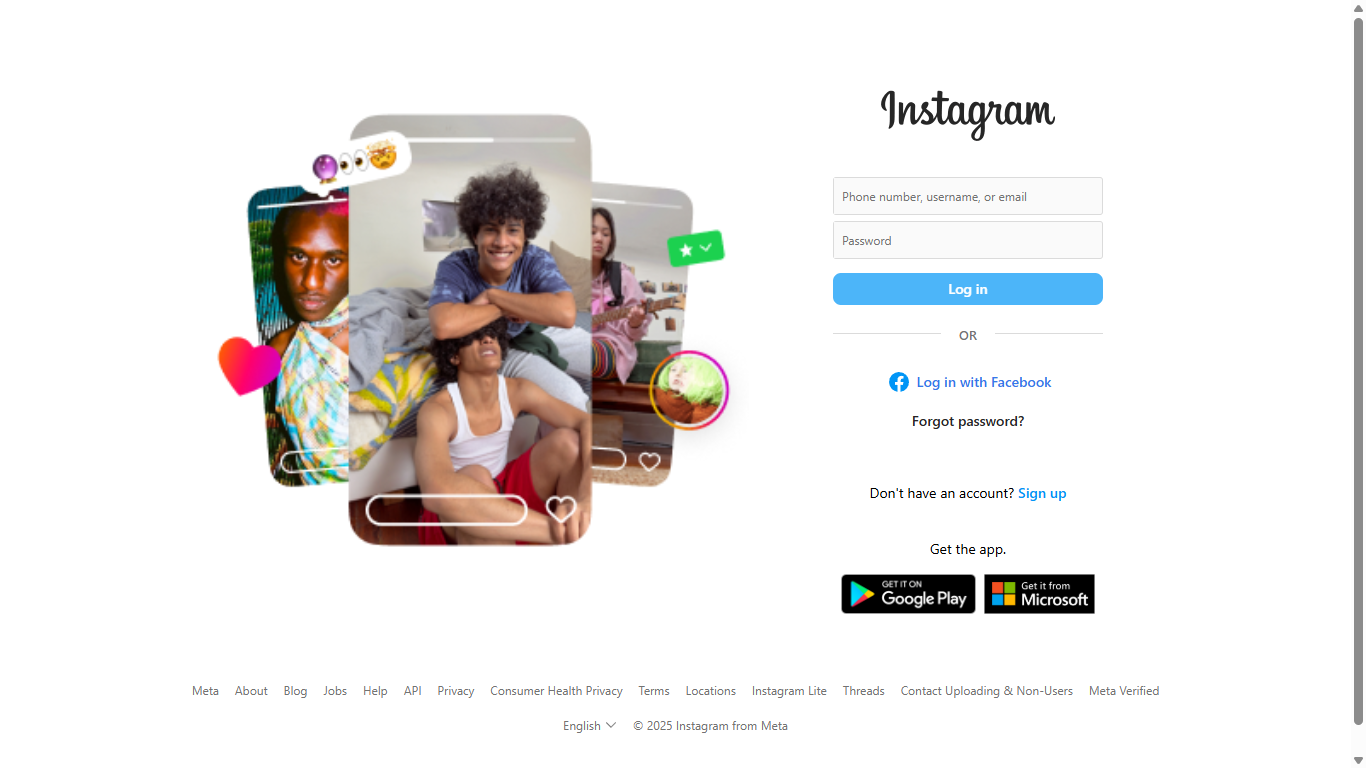 Instagram
Phone number, username, or email
Password
Log in
OR
Log in with Facebook
Forgot password?
Don't have an account? Sign up
Get the app.
GET IT ON
Google Play
Get it from
Microsoft
Meta About Blog Jobs Help API Privacy Consumer Health Privacy Terms Locations Instagram Lite Threads Contact Uploading & Non-Users Meta Verified
English © 2025 Instagram from Meta